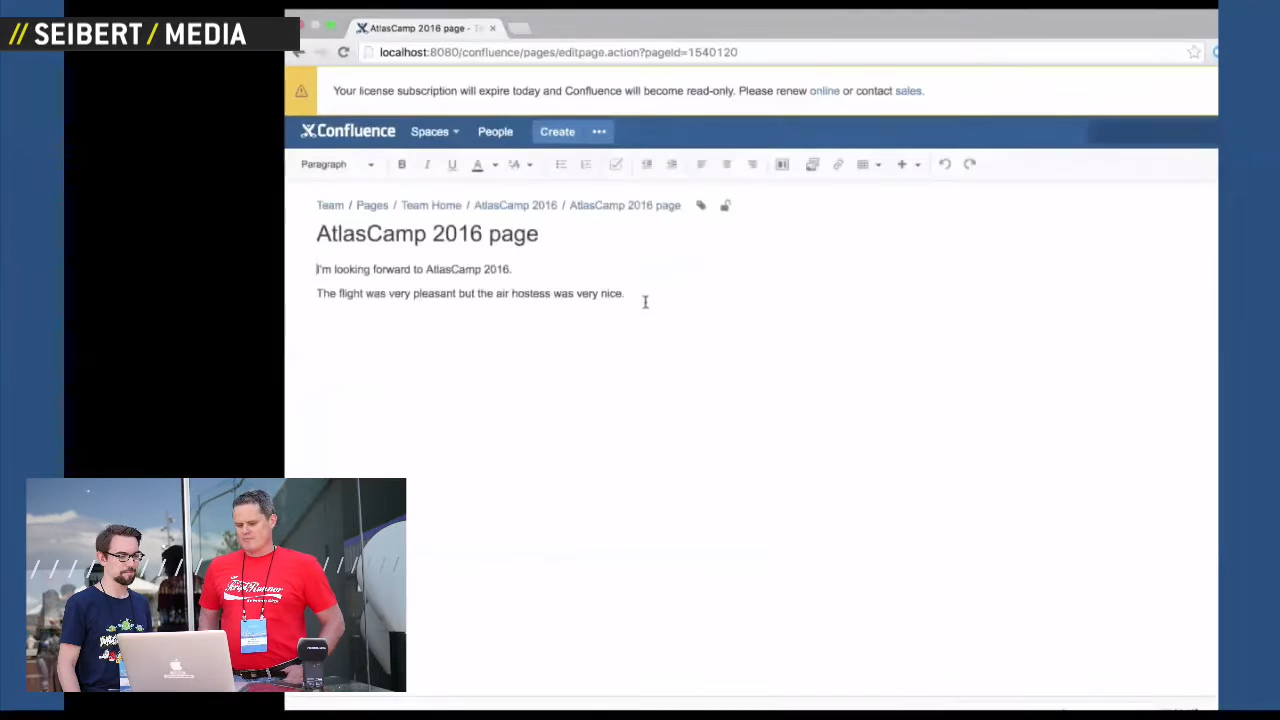 // SEIBERT / MEDIA
AtlasCamp 2016 page -
localhost:8080/confluence/pages/editpage.action?pageId=1540120
Your license subscription will expire today and Confluence will become read-only. Please renew online or contact sales.
Confluence Spaces People Create •••
Paragraph B I U A
Team / Pages / Team Home / AtlasCamp 2016 / AtlasCamp 2016 page
AtlasCamp 2016 page
I'm looking forward to AtlasCamp 2016.
The flight was very pleasant but the air hostess was very nice.